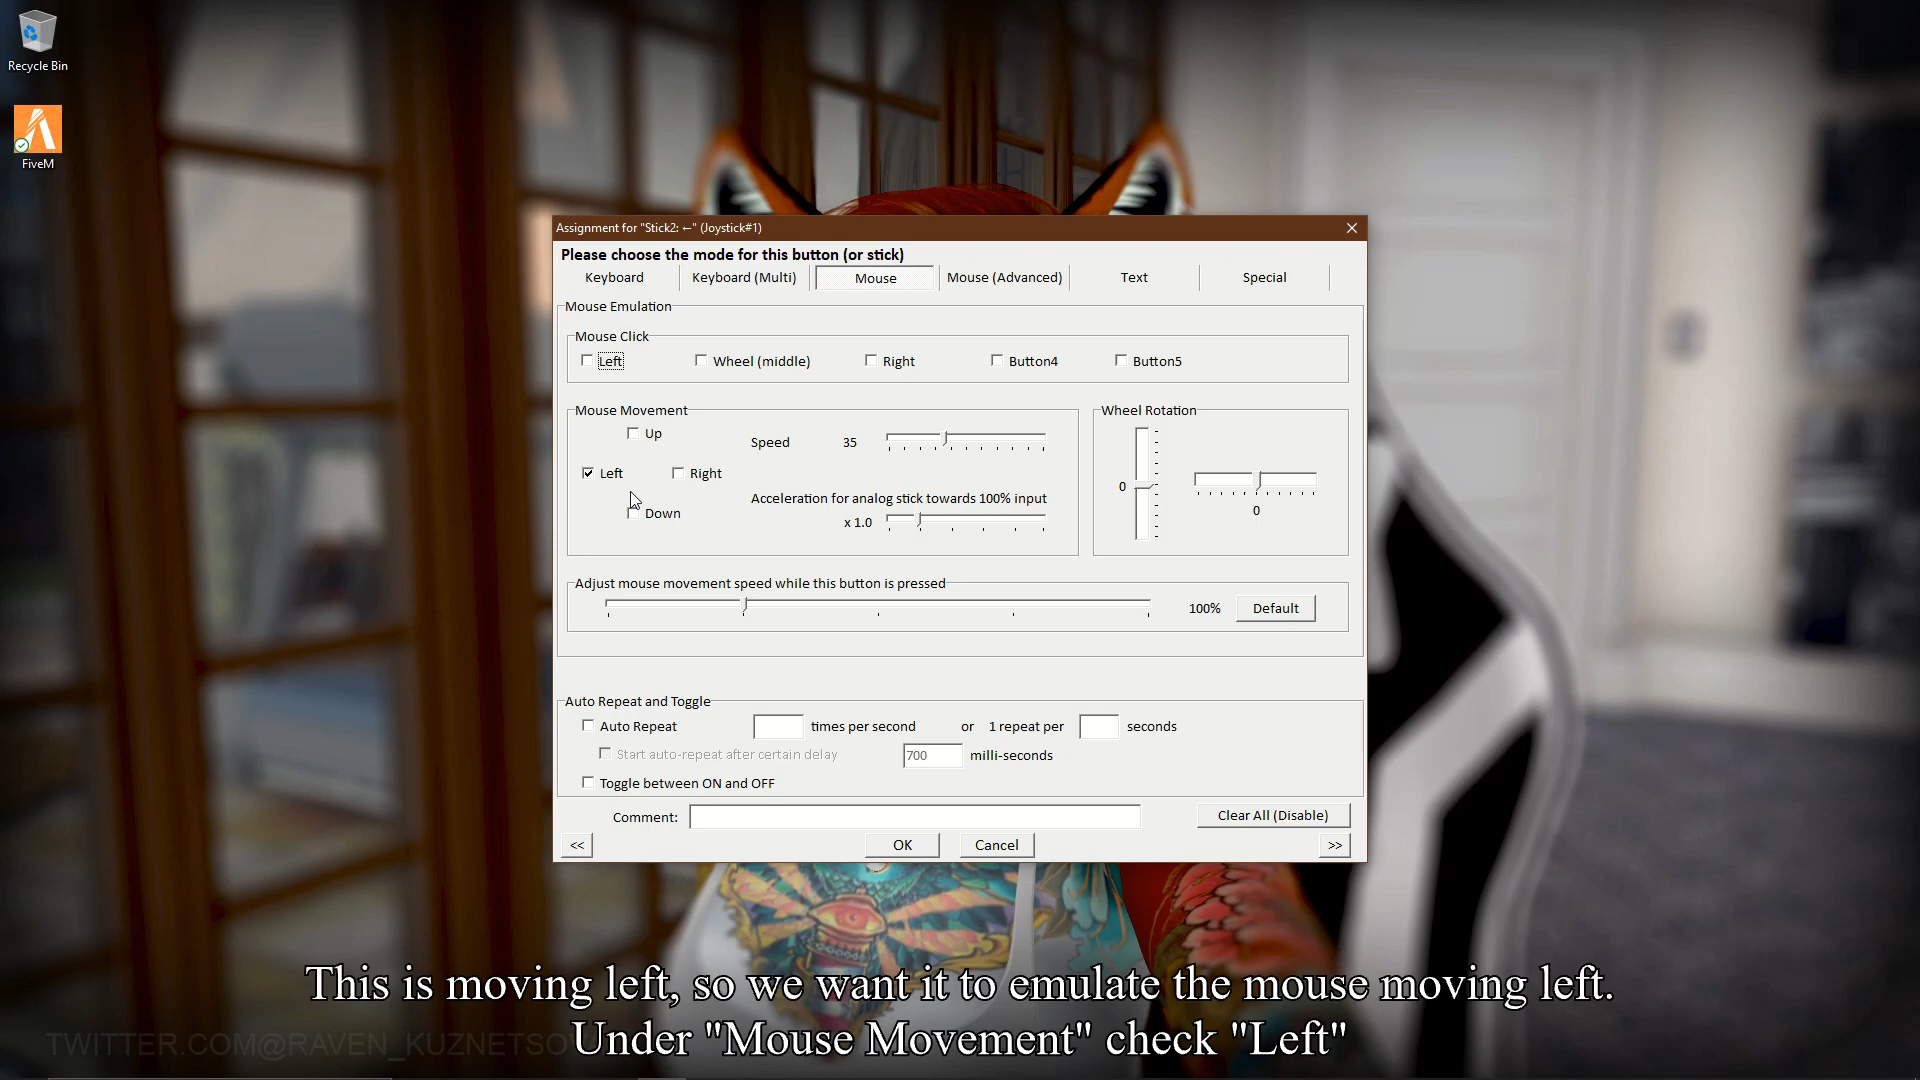 Recycle Bin
FiveM
Assignment for "Stick2: ←" (Joystick#1)
Please choose the mode for this button (or stick)
Keyboard Keyboard (Multi) Mouse Mouse (Advanced) Text Special
Mouse Emulation
Mouse Click
Left Wheel (middle) Right Button4 Button5
Mouse Movement Wheel Rotation
Up
Speed 35
Left Right
0
Acceleration for analog stick towards 100% input
Down
x 1.0
0
Adjust mouse movement speed while this button is pressed
100% Default
Auto Repeat and Toggle
Auto Repeat times per second or 1 repeat per seconds
Start auto-repeat after certain delay 700 milli-seconds
Toggle between ON and OFF
Comment: Clear All (Disable)
<< OK Cancel >>
This is moving left, so we want it to emulate the mouse moving left.
Under "Mouse Movement" check "Left"
TWITTER.COM@RAVEN_KUZNETSOV